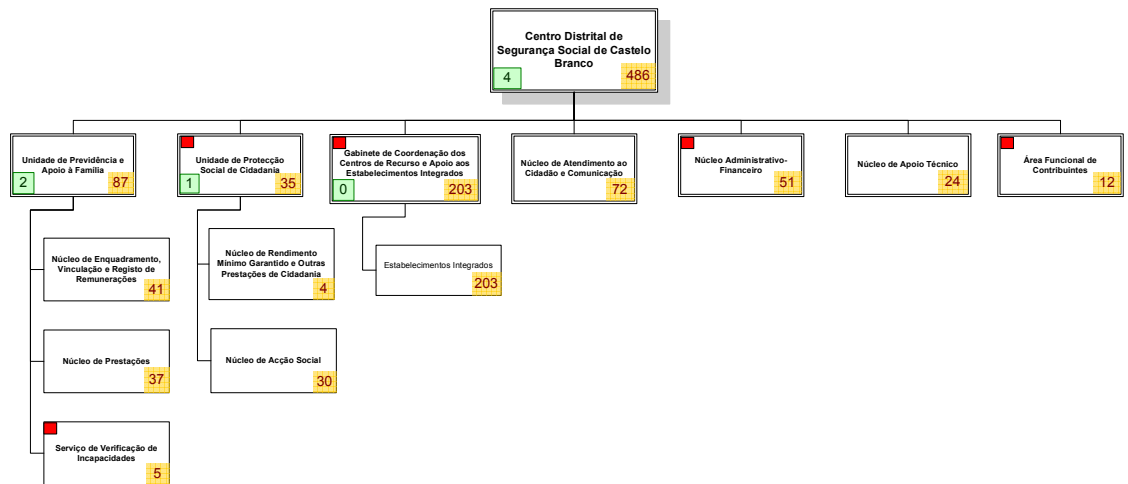 Centro Distrital de
Segurança Social de Castelo
Branco
4
486
Unidade de Previdência e
Apoio à Família
2
87
Unidade de Protecção
Social de Cidadania
1
35
Gabinete de Coordenação dos
Centros de Recurso e Apoio aos
Estabelecimentos Integrados
0
203
Núcleo de Atendimento ao
Cidadão e Comunicação
72
Núcleo Administrativo-
Financeiro
51
Núcleo de Apoio Técnico
24
Área Funcional de
Contribuintes
12
Núcleo de Enquadramento,
Vinculação e Registo de
Remunerações
41
Núcleo de Rendimento
Mínimo Garantido e Outras
Prestações de Cidadania
4
Estabelecimentos Integrados
203
Núcleo de Prestações
37
Núcleo de Acção Social
30
Serviço de Verificação de
Incapacidades
5